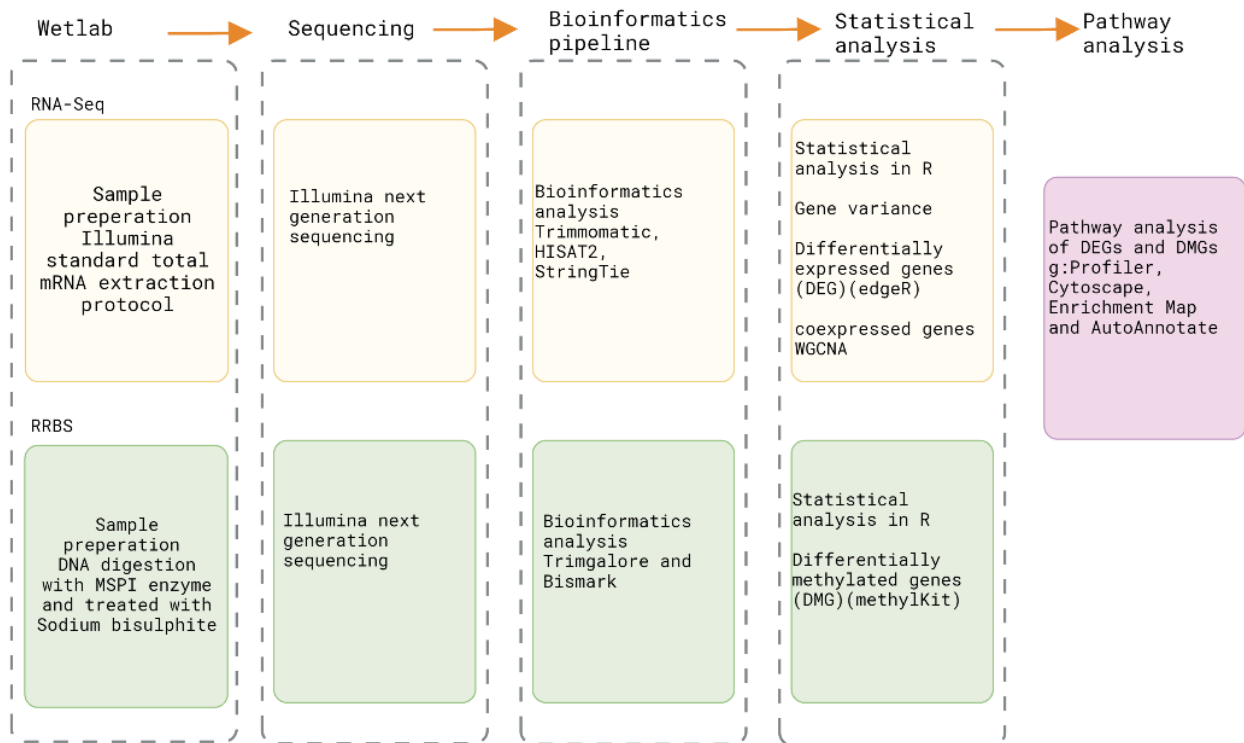 Wetlab
Sequencing
Bioinformatics
pipeline
Statistical
analysis
Pathway
analysis
RNA-Seq
Sample
preperation
Illumina
standard total
mRNA extraction
protocol
Illumina next
generation
sequencing
Bioinformatics
analysis
Trimmomatic,
HISAT2,
StringTie
Statistical
analysis in R
Gene variance
Differentially
expressed genes
(DEG)(edgeR)
coexpressed genes
WGCNA
Pathway analysis
of DEGs and DMGs
g:Profiler,
Cytoscape,
Enrichment Map
and AutoAnnotate
RRBS
Sample
preperation
DNA digestion
with MSPI enzyme
and treated with
Sodium bisulphite
Illumina next
generation
sequencing
Bioinformatics
analysis
Trimgalore and
Bismark
Statistical
analysis in R
Differentially
methylated genes
(DMG)(methylKit)